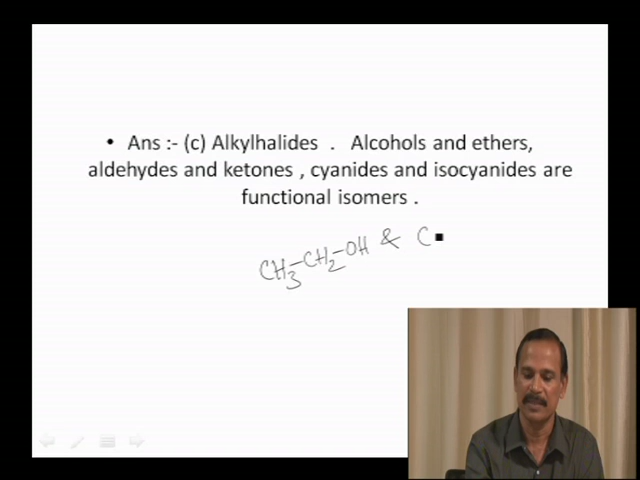 • Ans :- (c) Alkylhalides . Alcohols and ethers,
aldehydes and ketones , cyanides and isocyanides are
functional isomers .
CH3-CH2-OH & C